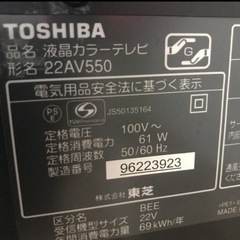 TOSHIBA
品名 液晶カラーテレビ
形名 22AV550
G
電気用品安全法に基づく表示
PS
E
JS50135164
定格電圧 100V～
定格消費電力 61 W
定格周波数 50/60 Hz
製造番号 96223923
株式会社 東芝
区分名 BEE
受信機型サイズ 22V
年間消費電力量 69 kWh/年